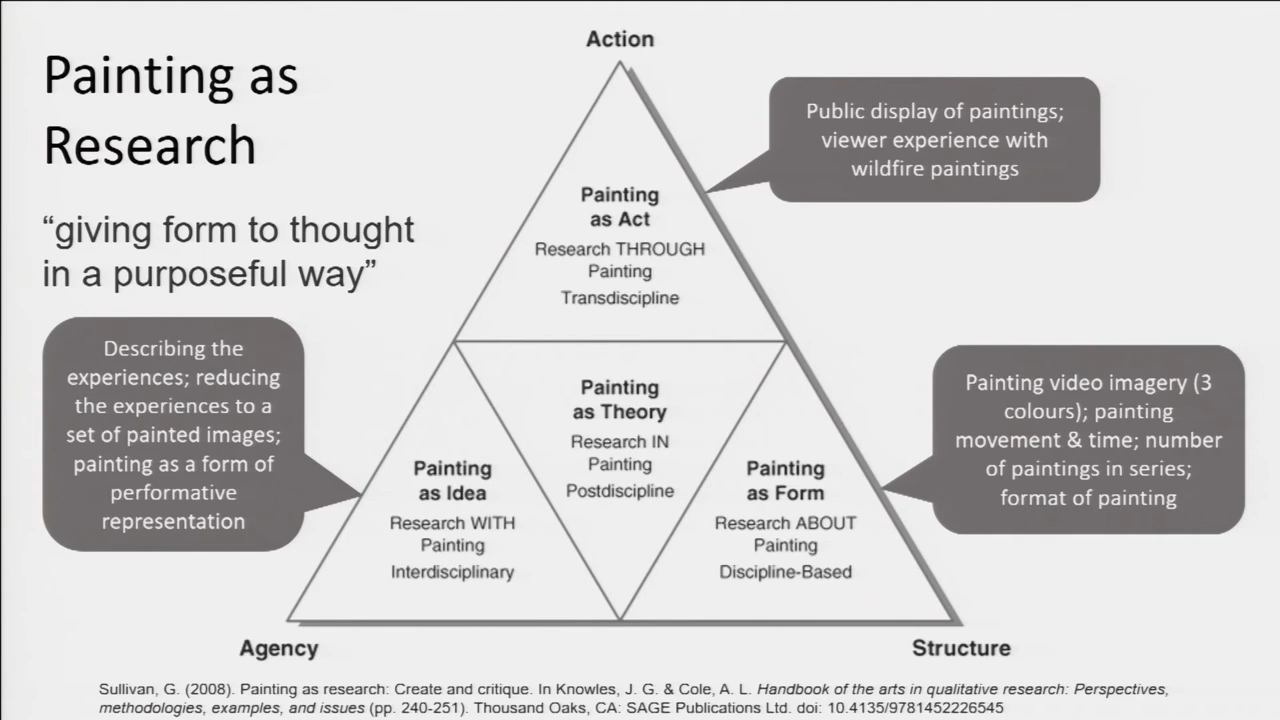 Painting as
Research
“giving form to thought
in a purposeful way”
Action
Public display of paintings;
viewer experience with
wildfire paintings
Painting
as Act
Research THROUGH
Painting
Transdiscipline
Describing the
experiences; reducing
the experiences to a
set of painted images;
painting as a form of
performative
representation
Painting
as Theory
Research IN
Painting
Postdiscipline
Painting
as Idea
Research WITH
Painting
Interdisciplinary
Painting
as Form
Research ABOUT
Painting
Discipline-Based
Painting video imagery (3
colours); painting
movement & time; number
of paintings in series;
format of painting
Agency
Structure
Sullivan, G. (2008). Painting as research: Create and critique. In Knowles, J. G. & Cole, A. L. Handbook of the arts in qualitative research: Perspectives,
methodologies, examples, and issues (pp. 240-251). Thousand Oaks, CA: SAGE Publications Ltd. doi: 10.4135/9781452226545